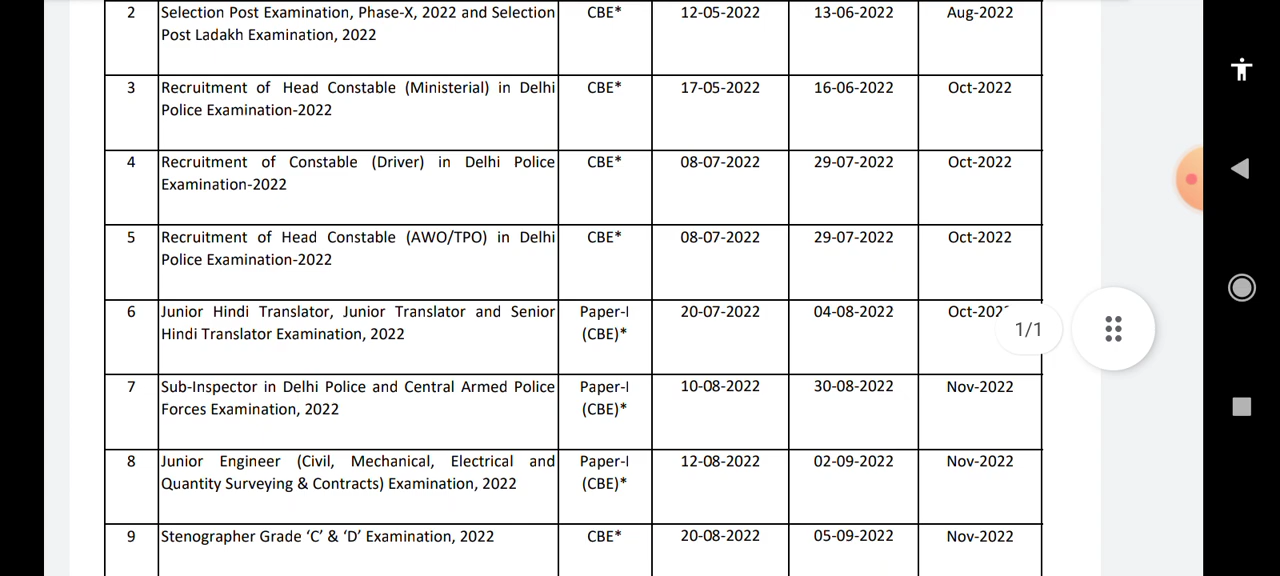 2 Selection Post Examination, Phase-X, 2022 and Selection CBE* 12-05-2022 13-06-2022 Aug-2022
Post Ladakh Examination, 2022
3 Recruitment of Head Constable (Ministerial) in Delhi CBE* 17-05-2022 16-06-2022 Oct-2022
Police Examination-2022
4 Recruitment of Constable (Driver) in Delhi Police CBE* 08-07-2022 29-07-2022 Oct-2022
Examination-2022
5 Recruitment of Head Constable (AWO/TPO) in Delhi CBE* 08-07-2022 29-07-2022 Oct-2022
Police Examination-2022
6 Junior Hindi Translator, Junior Translator and Senior Paper-I 20-07-2022 04-08-2022
Hindi Translator Examination, 2022 (CBE)*
1/1
7 Sub-Inspector in Delhi Police and Central Armed Police Paper-I 10-08-2022 30-08-2022 Nov-2022
Forces Examination, 2022 (CBE)*
8 Junior Engineer (Civil, Mechanical, Electrical and Paper-I 12-08-2022 02-09-2022 Nov-2022
Quantity Surveying & Contracts) Examination, 2022 (CBE)*
9 Stenographer Grade ‘C’ & ‘D’ Examination, 2022 CBE* 20-08-2022 05-09-2022 Nov-2022